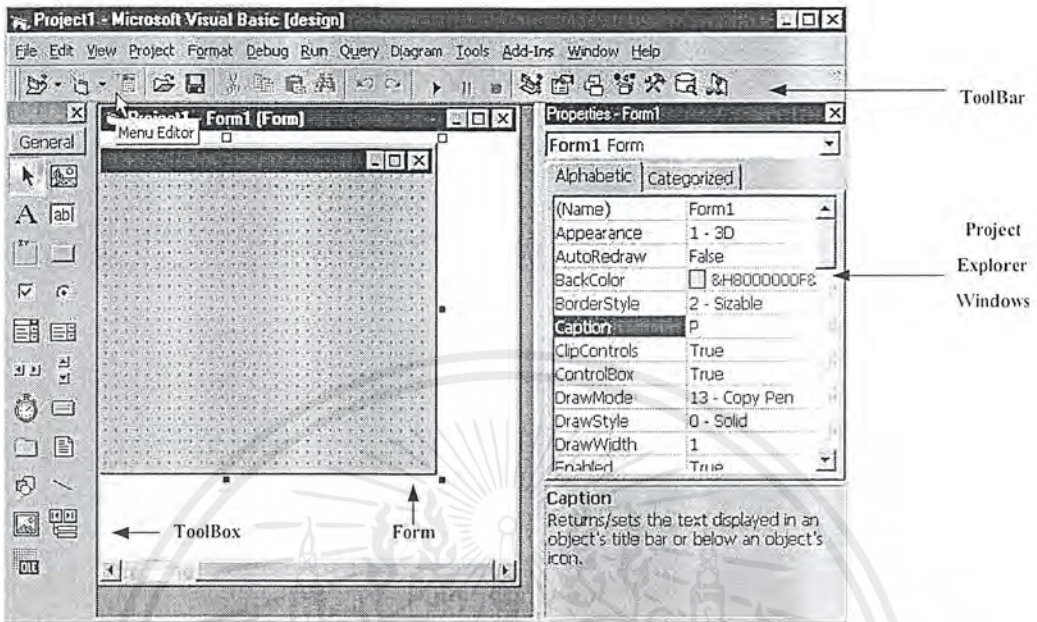 Project1 - Microsoft Visual Basic [design]
File Edit View Project Format Debug Run Query Diagram Tools Add-Ins Window Help
ToolBar
General
Project1 - Form1 (Form)
Menu Editor
Properties - Form1
Form1 Form
Alphabetic Categorized
(Name) Form1
Appearance 1 - 3D
AutoRedraw False
BackColor &H8000000F&
BorderStyle 2 - Sizable
Caption P
ClipControls True
ControlBox True
DrawMode 13 - Copy Pen
DrawStyle 0 - Solid
DrawWidth 1
Enabled True
Project
Explorer
Windows
A
ab
XY
OLE
ToolBox
Form
Caption
Returns/sets the text displayed in an
object's title bar or below an object's
icon.